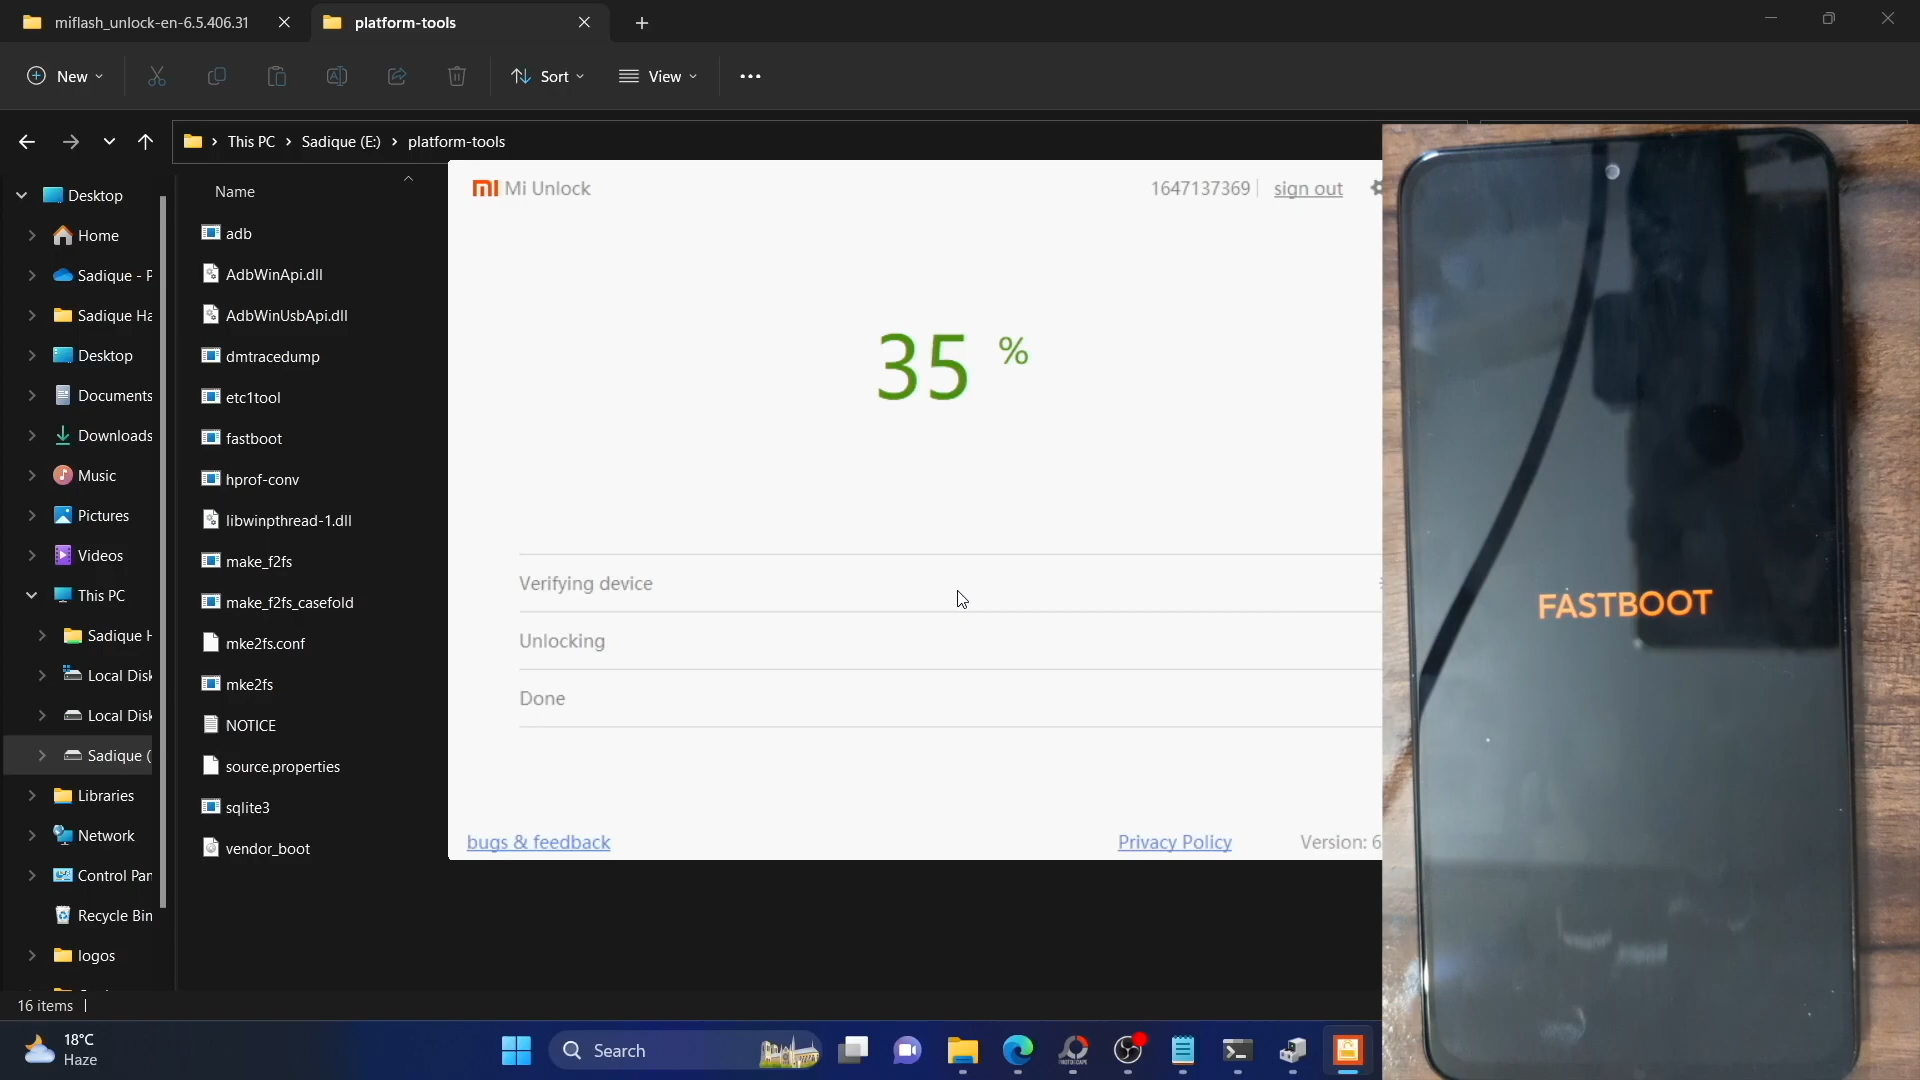 miflash_unlock-en-6.5.406.31
platform-tools
New
Sort
View
This PC > Sadique (E:) > platform-tools
Desktop
Home
Sadique - P
Sadique Ha
Desktop
Documents
Downloads
Music
Pictures
Videos
This PC
Sadique H
Local Disk
Local Disk
Sadique (
Libraries
Network
Control Pan
Recycle Bin
logos
Name
adb
AdbWinApi.dll
AdbWinUsbApi.dll
dmtracedump
etc1tool
fastboot
hprof-conv
libwinpthread-1.dll
make_f2fs
make_f2fs_casefold
mke2fs.conf
mke2fs
NOTICE
source.properties
sqlite3
vendor_boot
mi Mi Unlock
1647137369
sign out
35 %
Verifying device
Unlocking
Done
bugs & feedback
Privacy Policy
Version: 6
FASTBOOT
16 items
18°C
Haze
Search